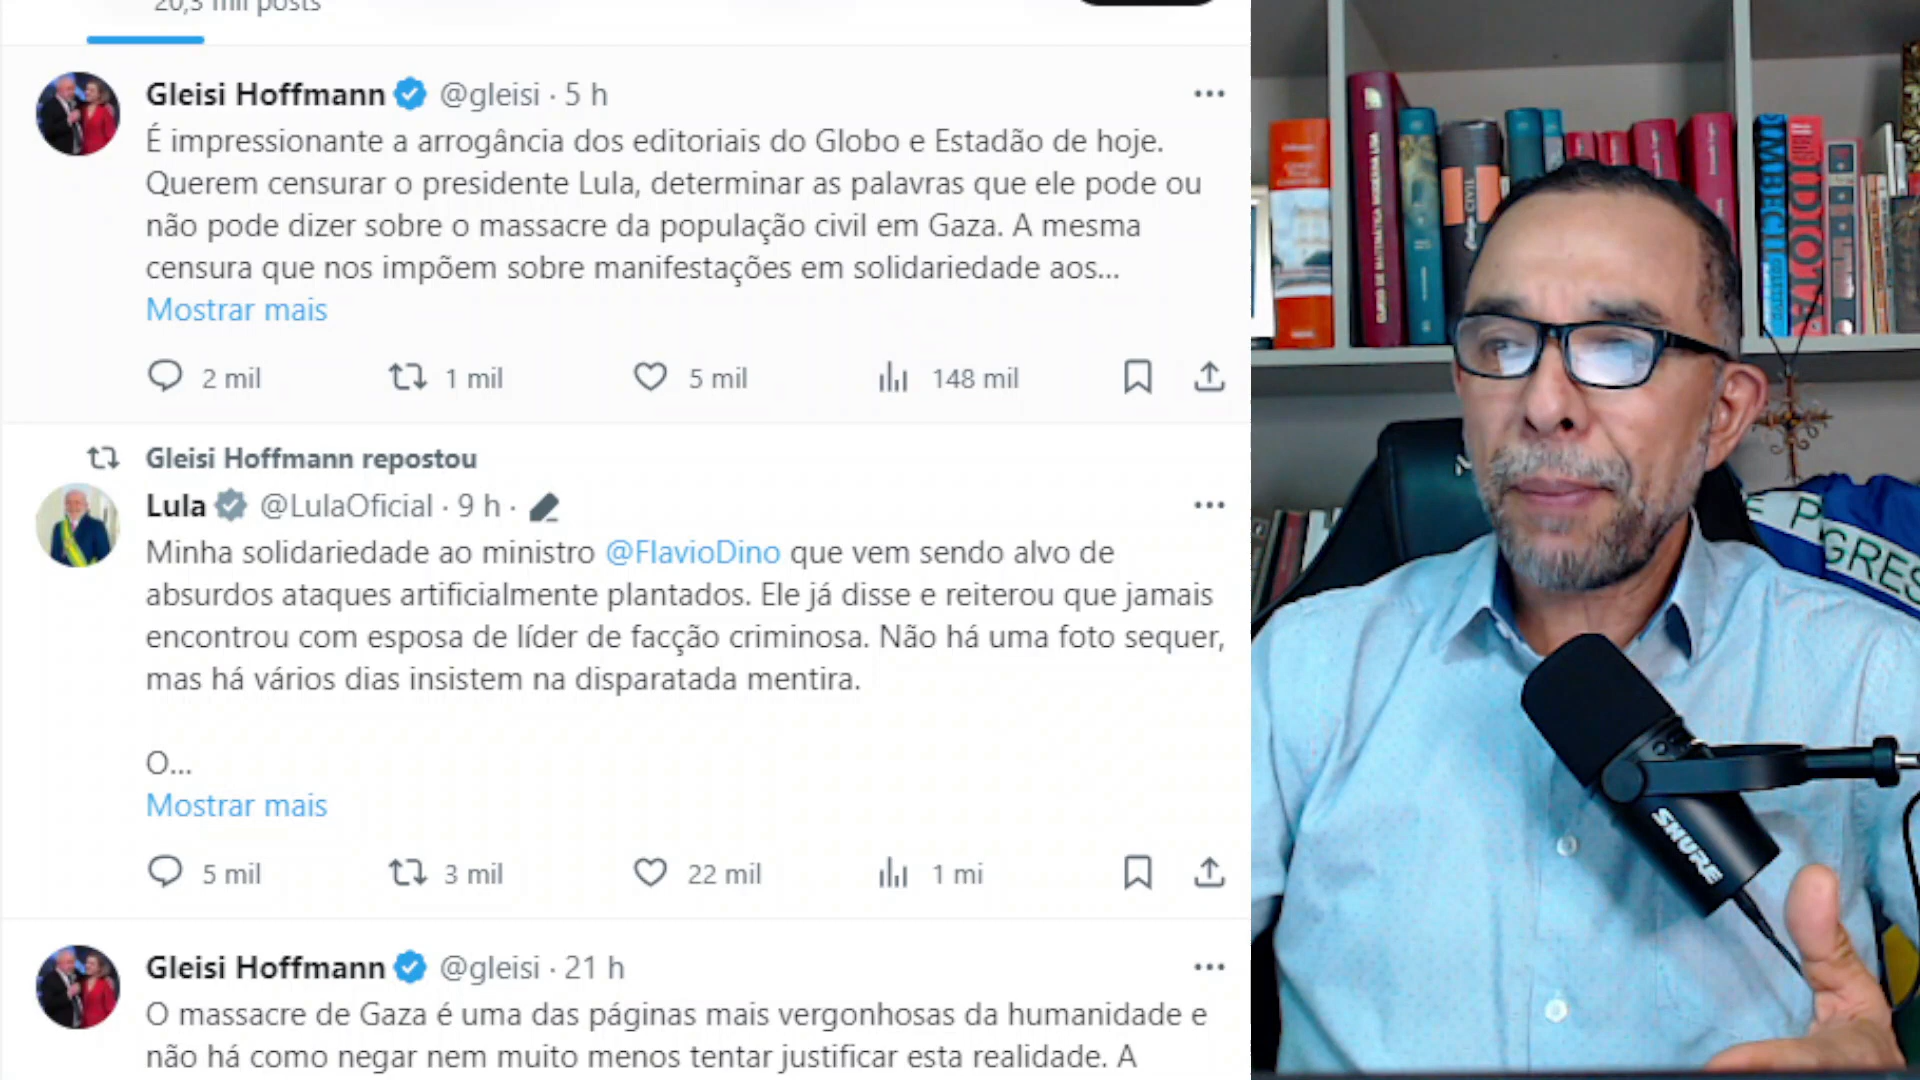 20,3 mil posts
Gleisi Hoffmann @gleisi · 5 h
É impressionante a arrogância dos editoriais do Globo e Estadão de hoje.
Querem censurar o presidente Lula, determinar as palavras que ele pode ou
não pode dizer sobre o massacre da população civil em Gaza. A mesma
censura que nos impõem sobre manifestações em solidariedade aos...
Mostrar mais
2 mil 1 mil 5 mil 148 mil
Gleisi Hoffmann repostou
Lula @LulaOficial · 9 h ·
Minha solidariedade ao ministro @FlavioDino que vem sendo alvo de
absurdos ataques artificialmente plantados. Ele já disse e reiterou que jamais
encontrou com esposa de líder de facção criminosa. Não há uma foto sequer,
mas há vários dias insistem na disparatada mentira.
O...
Mostrar mais
5 mil 3 mil 22 mil 1 mi
Gleisi Hoffmann @gleisi · 21 h
O massacre de Gaza é uma das páginas mais vergonhosas da humanidade e
não há como negar nem muito menos tentar justificar esta realidade. A
CIVIL
IDIOTA
E P
GRES
SHURE